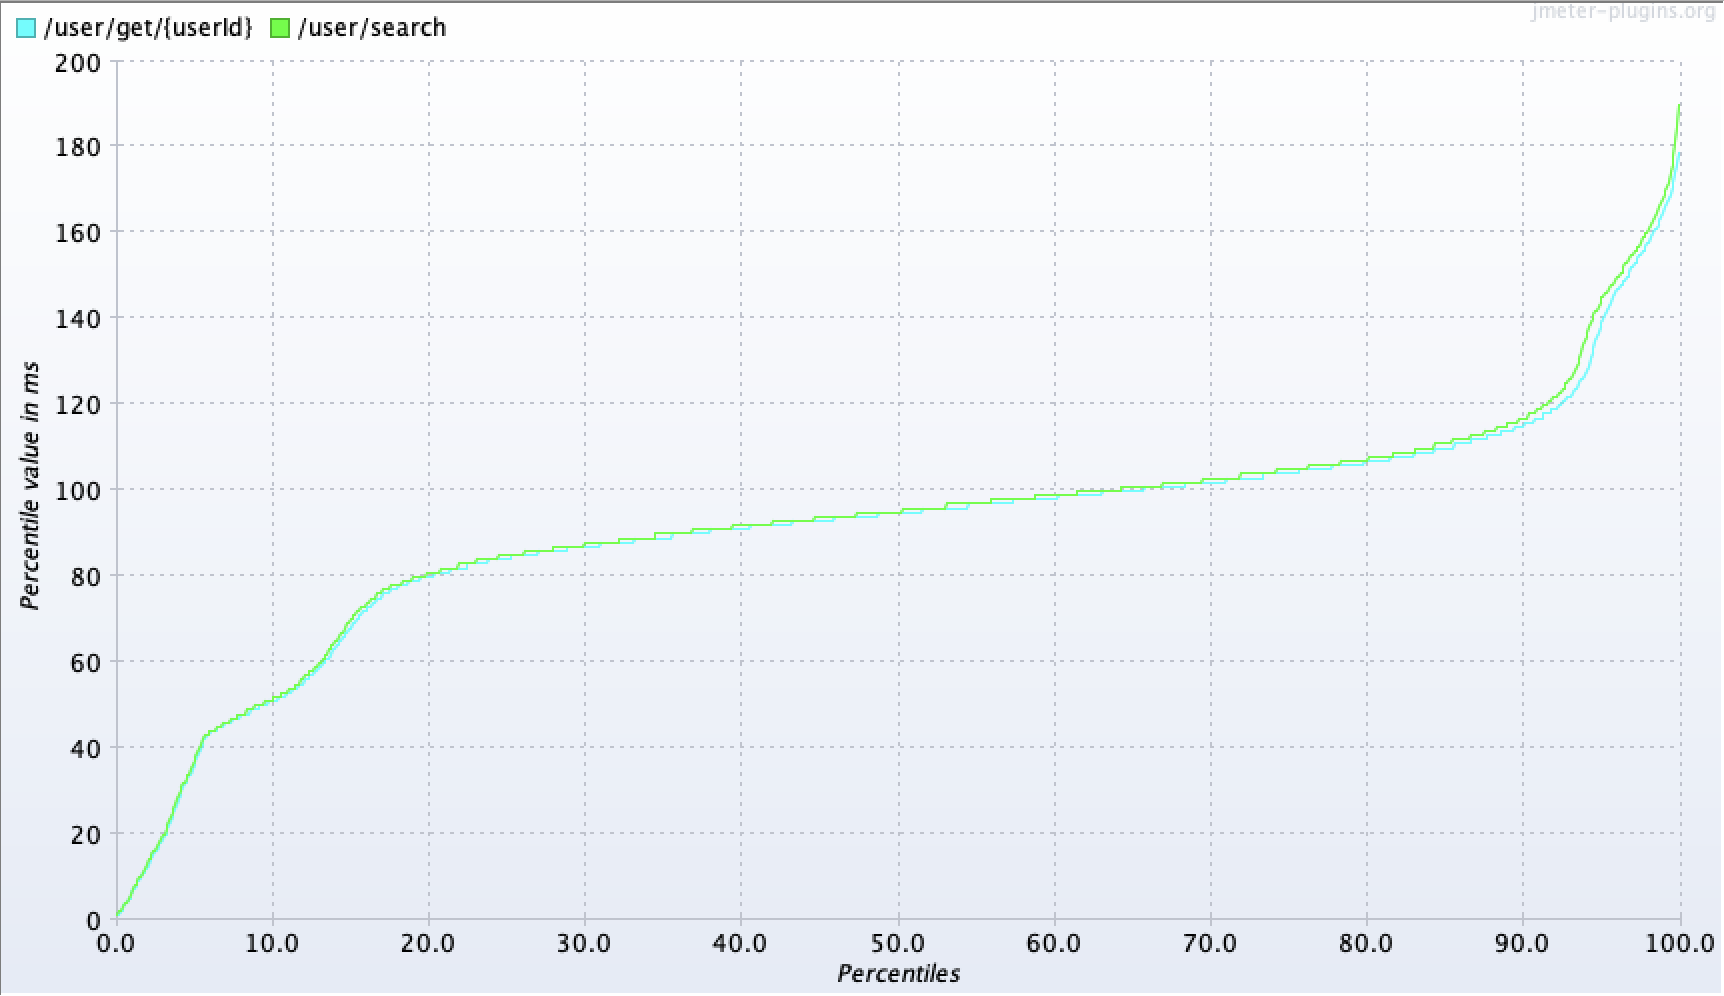 jmeter-plugins.org
/user/get/{userId} /user/search
200
180
160
140
120
100
80
60
40
20
0
Percentile value in ms
0.0 10.0 20.0 30.0 40.0 50.0 60.0 70.0 80.0 90.0 100.0
Percentiles